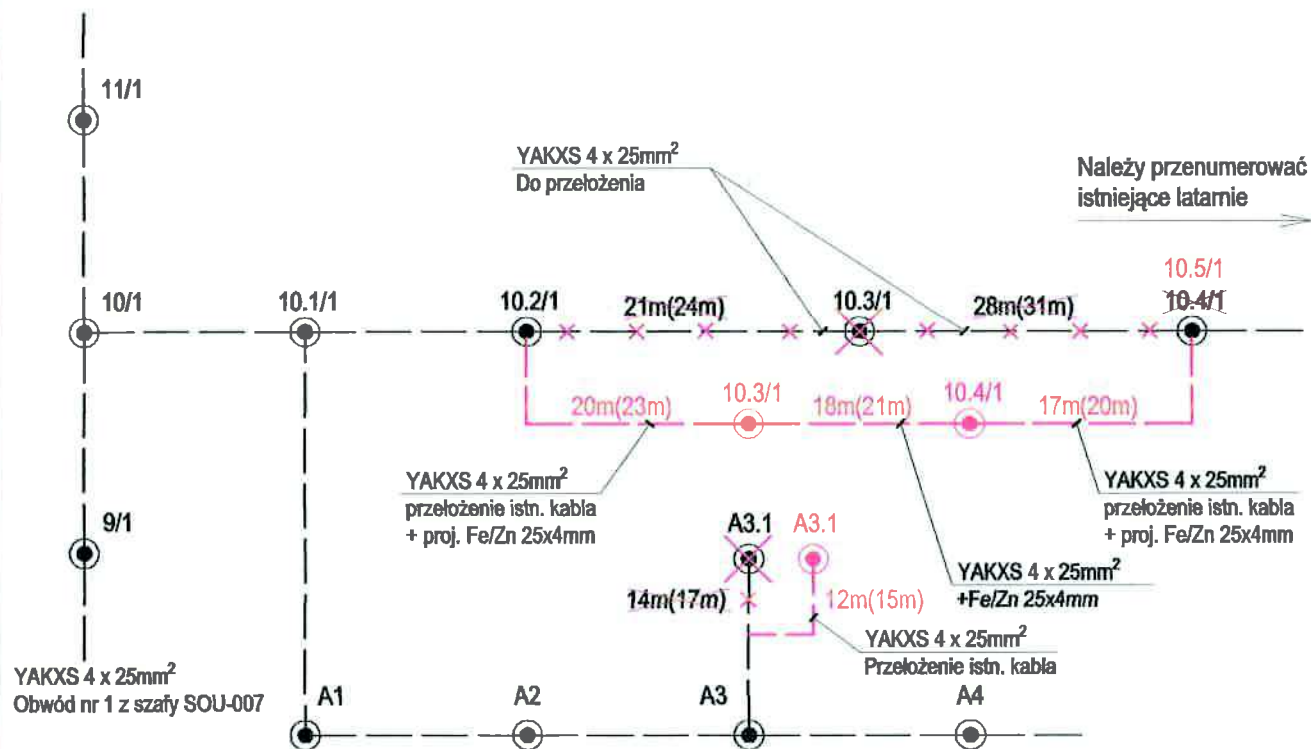 11/1
YAKXS 4 x 25mm²
Do przełożenia
Należy przenumerować
istniejące latarnie
10.5/1
10/1
10.1/1
10.2/1
21m(24m)
10.3/1
28m(31m)
10.4/1
20m(23m)
10.3/1
18m(21m)
10.4/1
17m(20m)
YAKXS 4 x 25mm²
przełożenie istn. kabla
+ proj. Fe/Zn 25x4mm
YAKXS 4 x 25mm²
przełożenie istn. kabla
+ proj. Fe/Zn 25x4mm
9/1
A3.1
A3.1
YAKXS 4 x 25mm²
+Fe/Zn 25x4mm
14m(17m)
12m(15m)
YAKXS 4 x 25mm²
Przełożenie istn. kabla
YAKXS 4 x 25mm²
Obwód nr 1 z szafy SOU-007
A1
A2
A3
A4